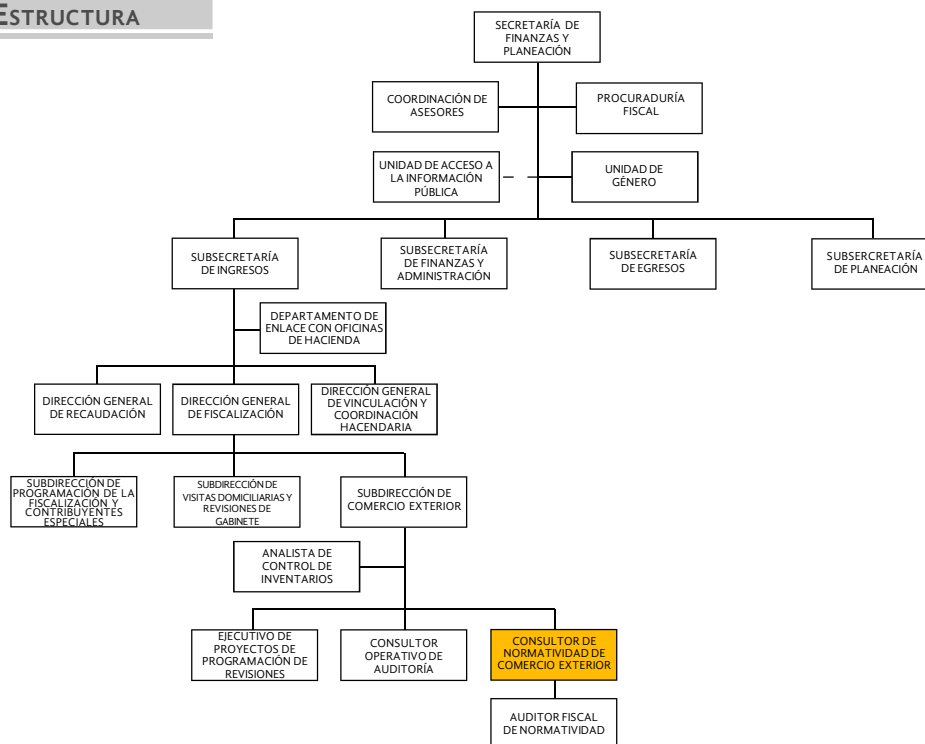 ESTRUCTURA
SECRETARÍA DE
FINANZAS Y
PLANEACIÓN
COORDINACIÓN DE
ASESORES
PROCURADURÍA
FISCAL
UNIDAD DE ACCESO A
LA INFORMACIÓN
PÚBLICA
UNIDAD DE
GÉNERO
SUBSECRETARÍA
DE INGRESOS
SUBSECRETARÍA
DE FINANZAS Y
ADMINISTRACIÓN
SUBSECRETARÍA
DE EGRESOS
SUBSERCRETARÍA
DE PLANEACIÓN
DEPARTAMENTO DE
ENLACE CON OFICINAS
DE HACIENDA
DIRECCIÓN GENERAL
DE RECAUDACIÓN
DIRECCIÓN GENERAL
DE FISCALIZACIÓN
DIRECCIÓN GENERAL
DE VINCULACIÓN Y
COORDINACIÓN
HACENDARIA
SUBDIRECCIÓN DE
PROGRAMACIÓN DE LA
FISCALIZACIÓN Y
CONTRIBUYENTES
ESPECIALES
SUBDIRECCIÓN DE
VISITAS DOMICILIARIAS Y
REVISIONES DE
GABINETE
SUBDIRECCIÓN DE
COMERCIO EXTERIOR
ANALISTA DE
CONTROL DE
INVENTARIOS
EJECUTIVO DE
PROYECTOS DE
PROGRAMACIÓN DE
REVISIONES
CONSULTOR
OPERATIVO DE
AUDITORÍA
CONSULTOR DE
NORMATIVIDAD DE
COMERCIO EXTERIOR
AUDITOR FISCAL
DE NORMATIVIDAD